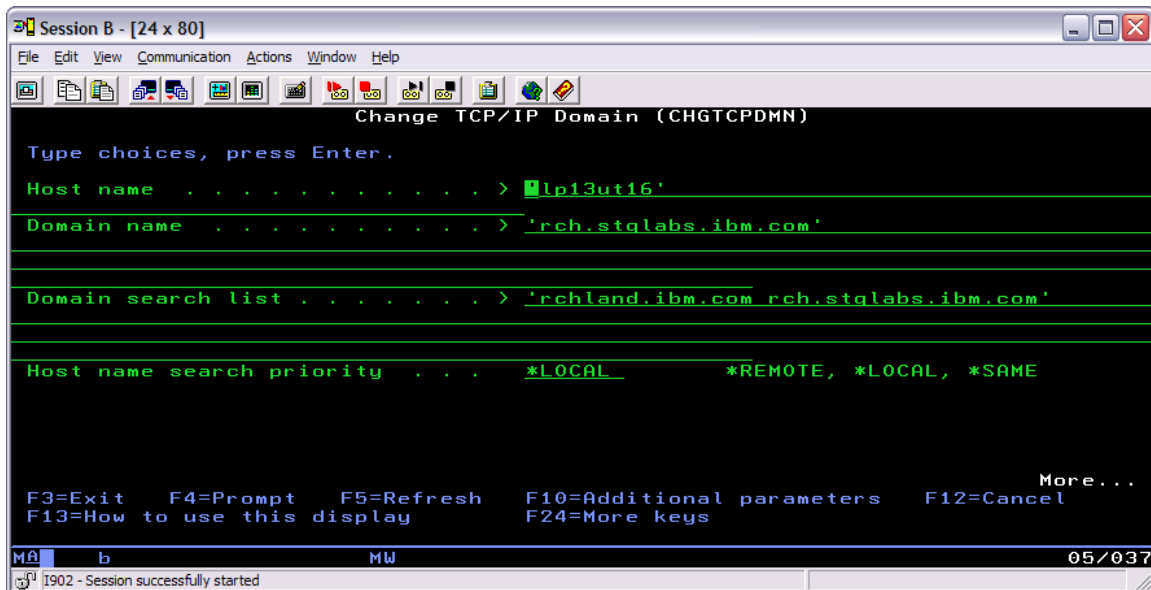 Session B - [24 x 80]
File Edit View Communication Actions Window Help
Change TCP/IP Domain (CHGTCPDMN)
Type choices, press Enter.
Host name . . . . . . . . . . . > 'lp13ut16'
Domain name . . . . . . . . . . > 'rch.stglabs.ibm.com'
Domain search list . . . . . . . > 'rchland.ibm.com rch.stglabs.ibm.com'
Host name search priority . . . *LOCAL *REMOTE, *LOCAL, *SAME
More...
F3=Exit F4=Prompt F5=Refresh F10=Additional parameters F12=Cancel
F13=How to use this display F24=More keys
MA b MW 05/037
I902 - Session successfully started